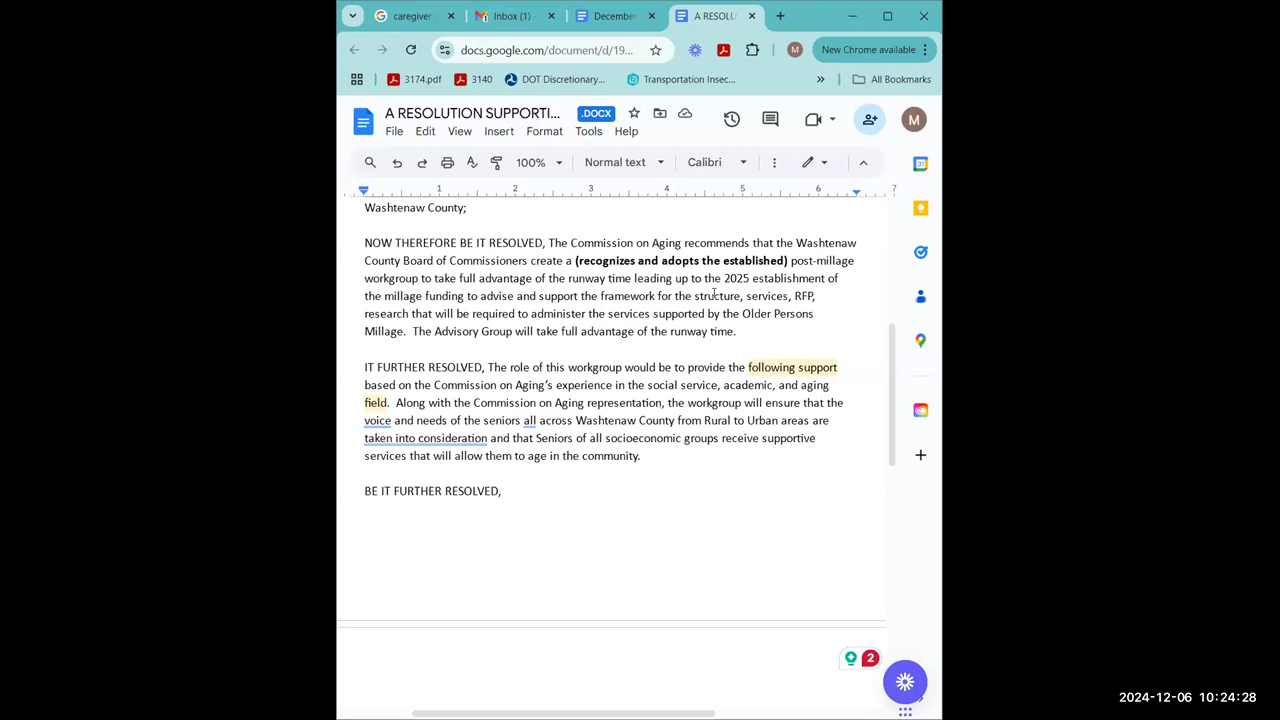 caregiver
Inbox (1)
December
A RESOLU
docs.google.com/document/d/19...
M
New Chrome available
3174.pdf
3140
DOT Discretionary...
Transportation Insec...
»
All Bookmarks
A RESOLUTION SUPPORTI...
.DOCX
File Edit View Insert Format Tools Help
M
100%
Normal text
Calibri
1 2 3 4 5 6 7
Washtenaw County;
NOW THEREFORE BE IT RESOLVED, The Commission on Aging recommends that the Washtenaw
County Board of Commissioners create a (recognizes and adopts the established) post-millage
workgroup to take full advantage of the runway time leading up to the 2025 establishment of
the millage funding to advise and support the framework for the structure, services, RFP,
research that will be required to administer the services supported by the Older Persons
Millage. The Advisory Group will take full advantage of the runway time.
IT FURTHER RESOLVED, The role of this workgroup would be to provide the following support
based on the Commission on Aging's experience in the social service, academic, and aging
field. Along with the Commission on Aging representation, the workgroup will ensure that the
voice and needs of the seniors all across Washtenaw County from Rural to Urban areas are
taken into consideration and that Seniors of all socioeconomic groups receive supportive
services that will allow them to age in the community.
BE IT FURTHER RESOLVED,
2
2024-12-06 10:24:28